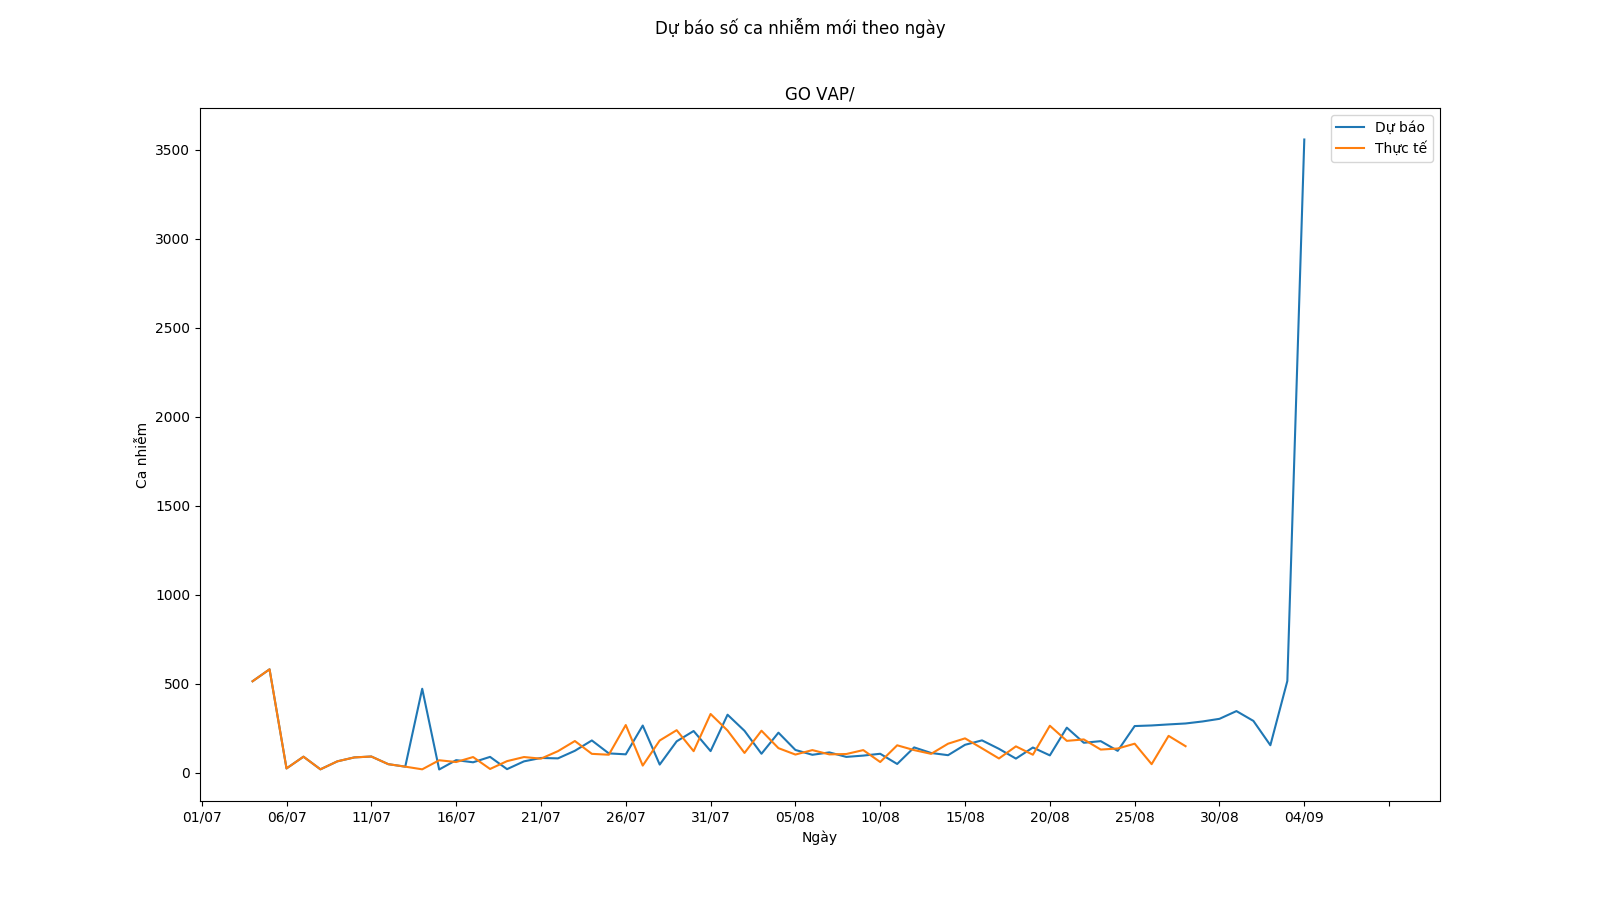 Dự báo số ca nhiễm mới theo ngày
GO VAP/
Dự báo
Thực tế
3500
3000
2500
2000
1500
1000
500
0
Ca nhiễm
01/07 06/07 11/07 16/07 21/07 26/07 31/07 05/08 10/08 15/08 20/08 25/08 30/08 04/09
Ngày